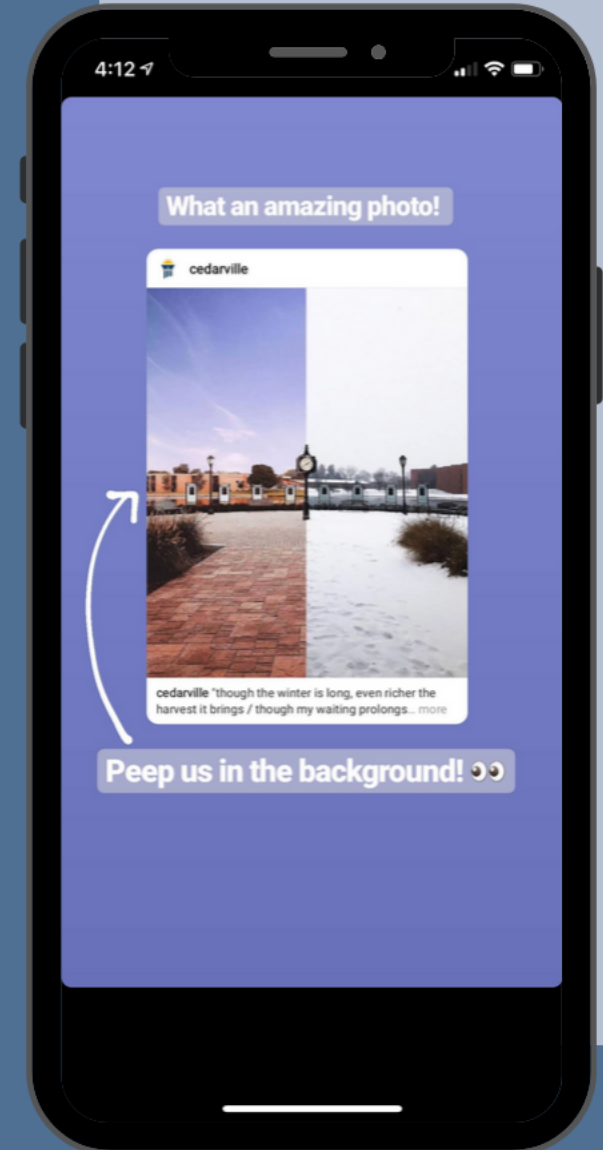 4:12
What an amazing photo!
cedarville
cedarville "though the winter is long, even richer the
harvest it brings / though my waiting prolongs... more
Peep us in the background! 👀